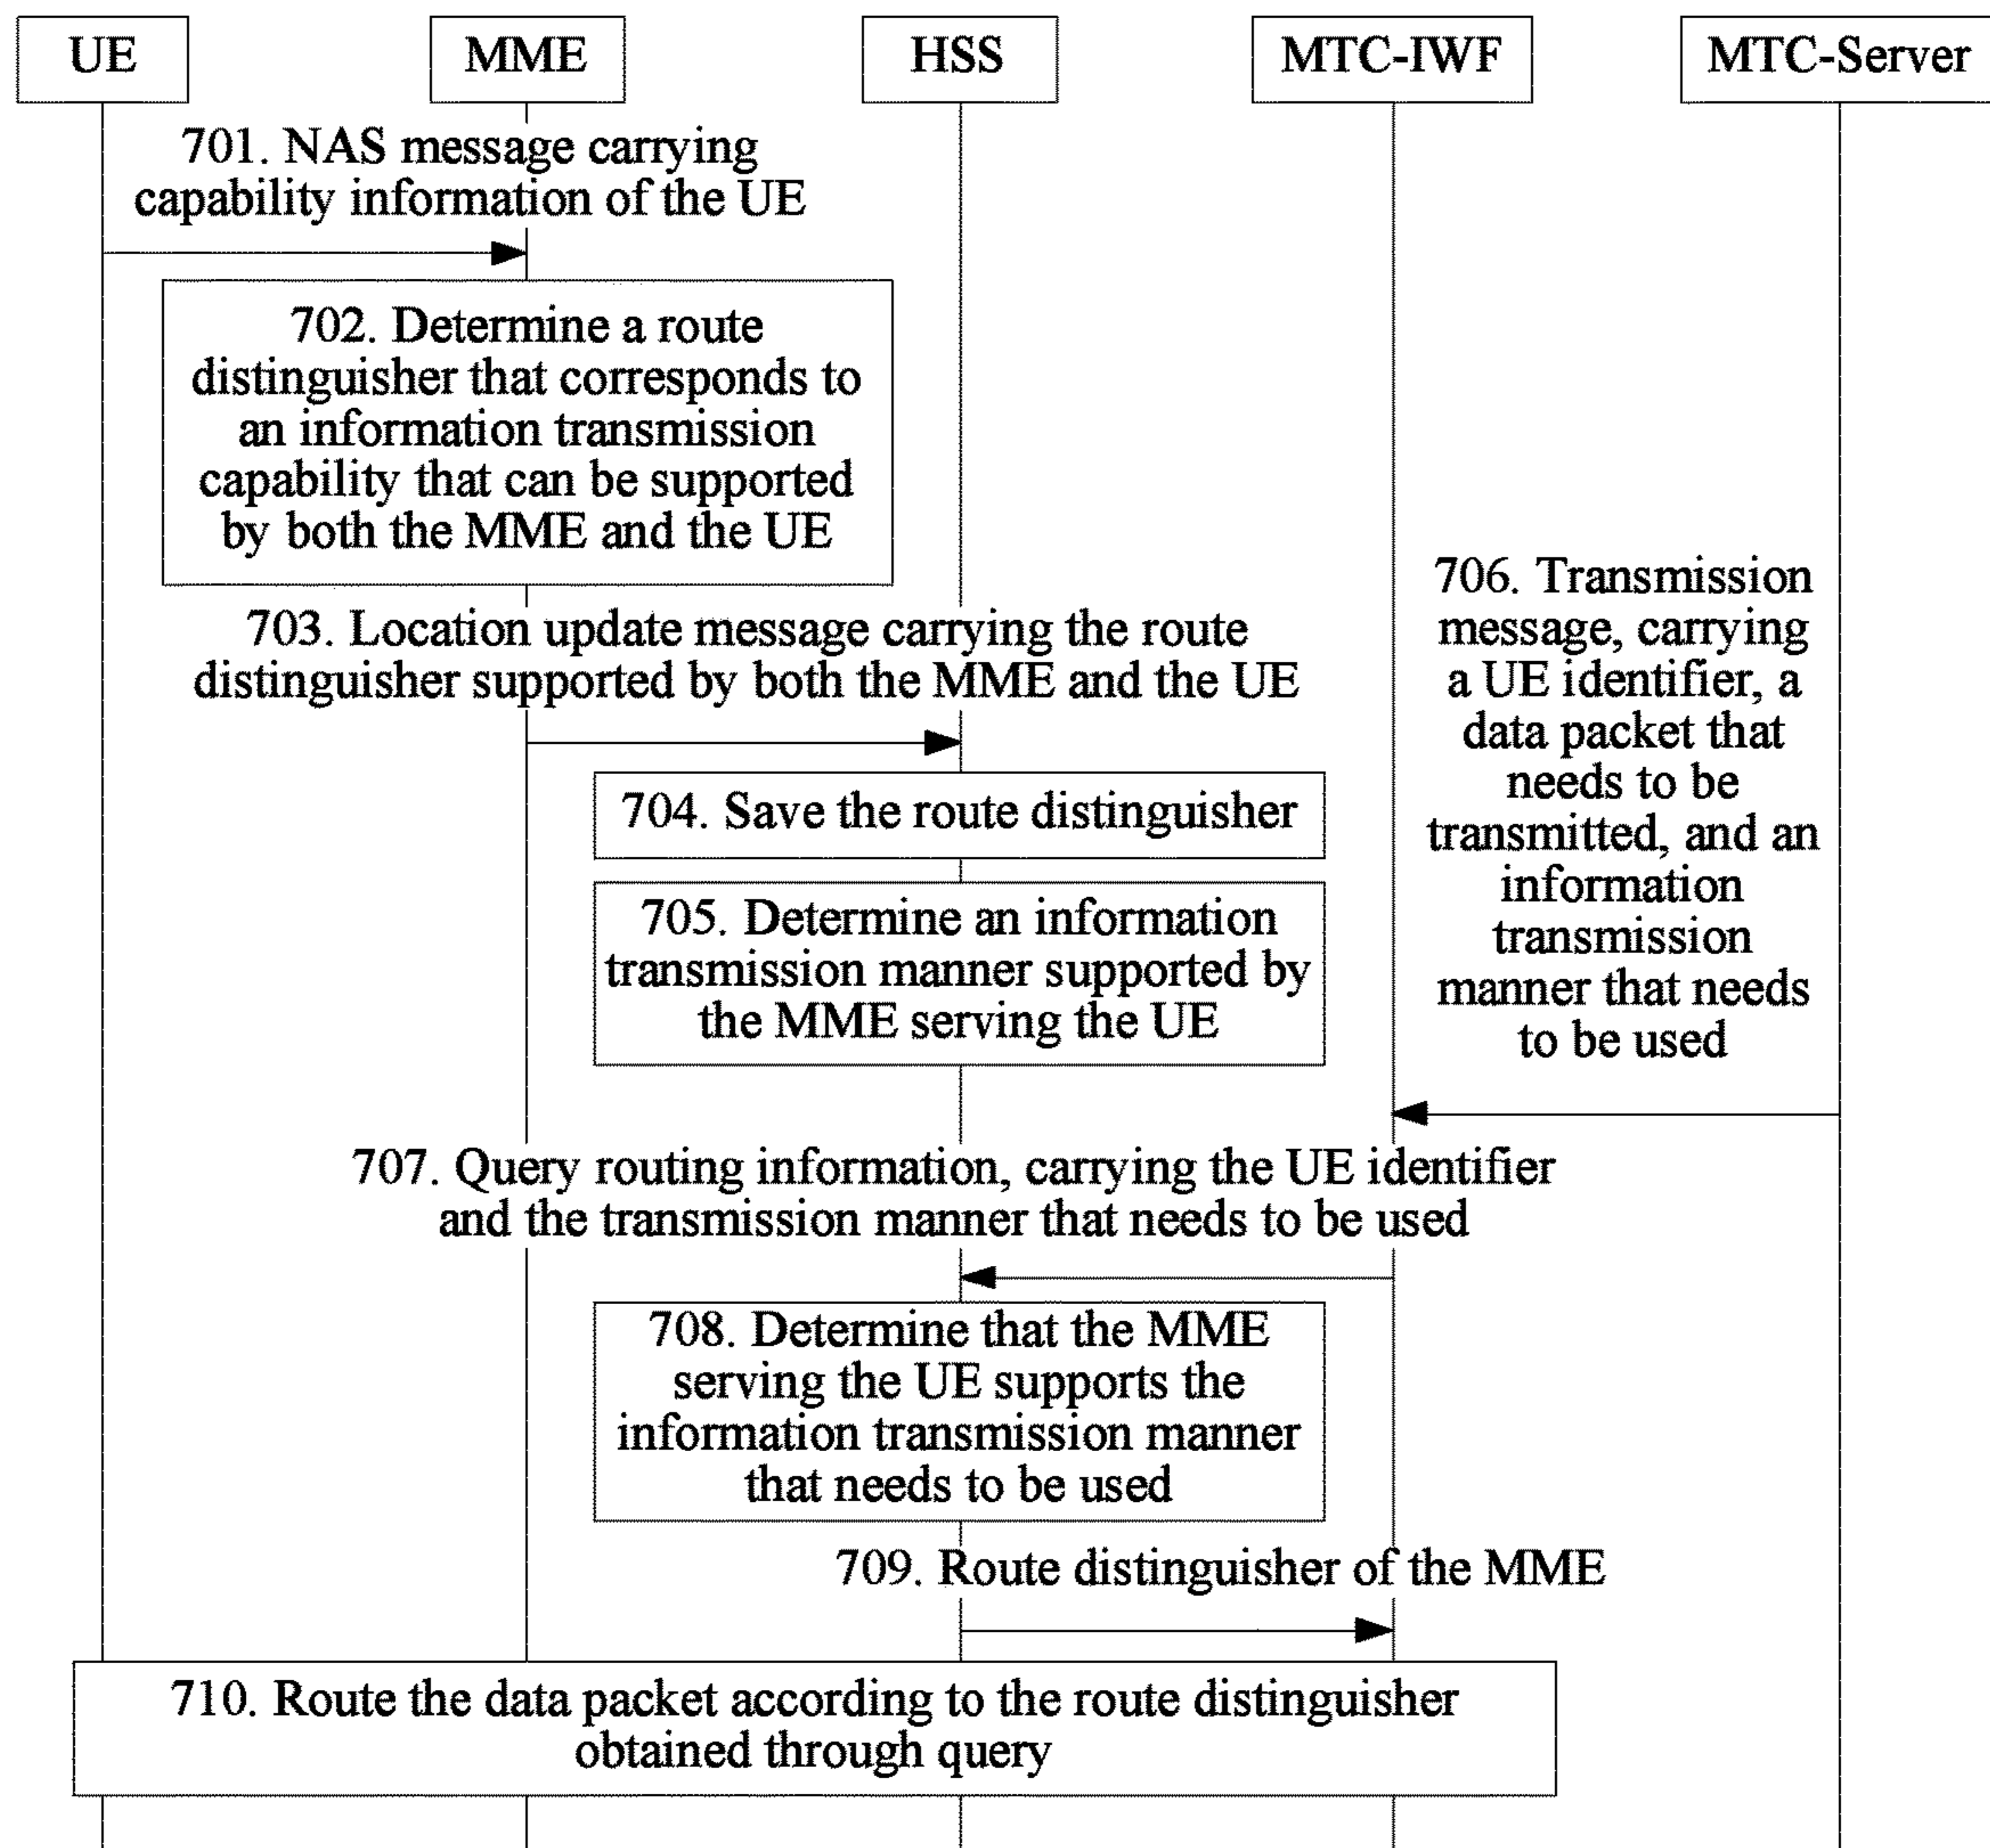 UE
MME
HSS
MTC-IWF
MTC-Server
701. NAS message carrying
capability information of the UE
702. Determine a route
distinguisher that corresponds to
an information transmission
capability that can be supported
by both the MME and the UE
703. Location update message carrying the route
distinguisher supported by both the MME and the UE
704. Save the route distinguisher
705. Determine an information
transmission manner supported by
the MME serving the UE
706. Transmission
message, carrying
a UE identifier, a
data packet that
needs to be
transmitted, and an
information
transmission
manner that needs
to be used
707. Query routing information, carrying the UE identifier
and the transmission manner that needs to be used
708. Determine that the MME
serving the UE supports the
information transmission manner
that needs to be used
709. Route distinguisher of the MME
710. Route the data packet according to the route distinguisher
obtained through query